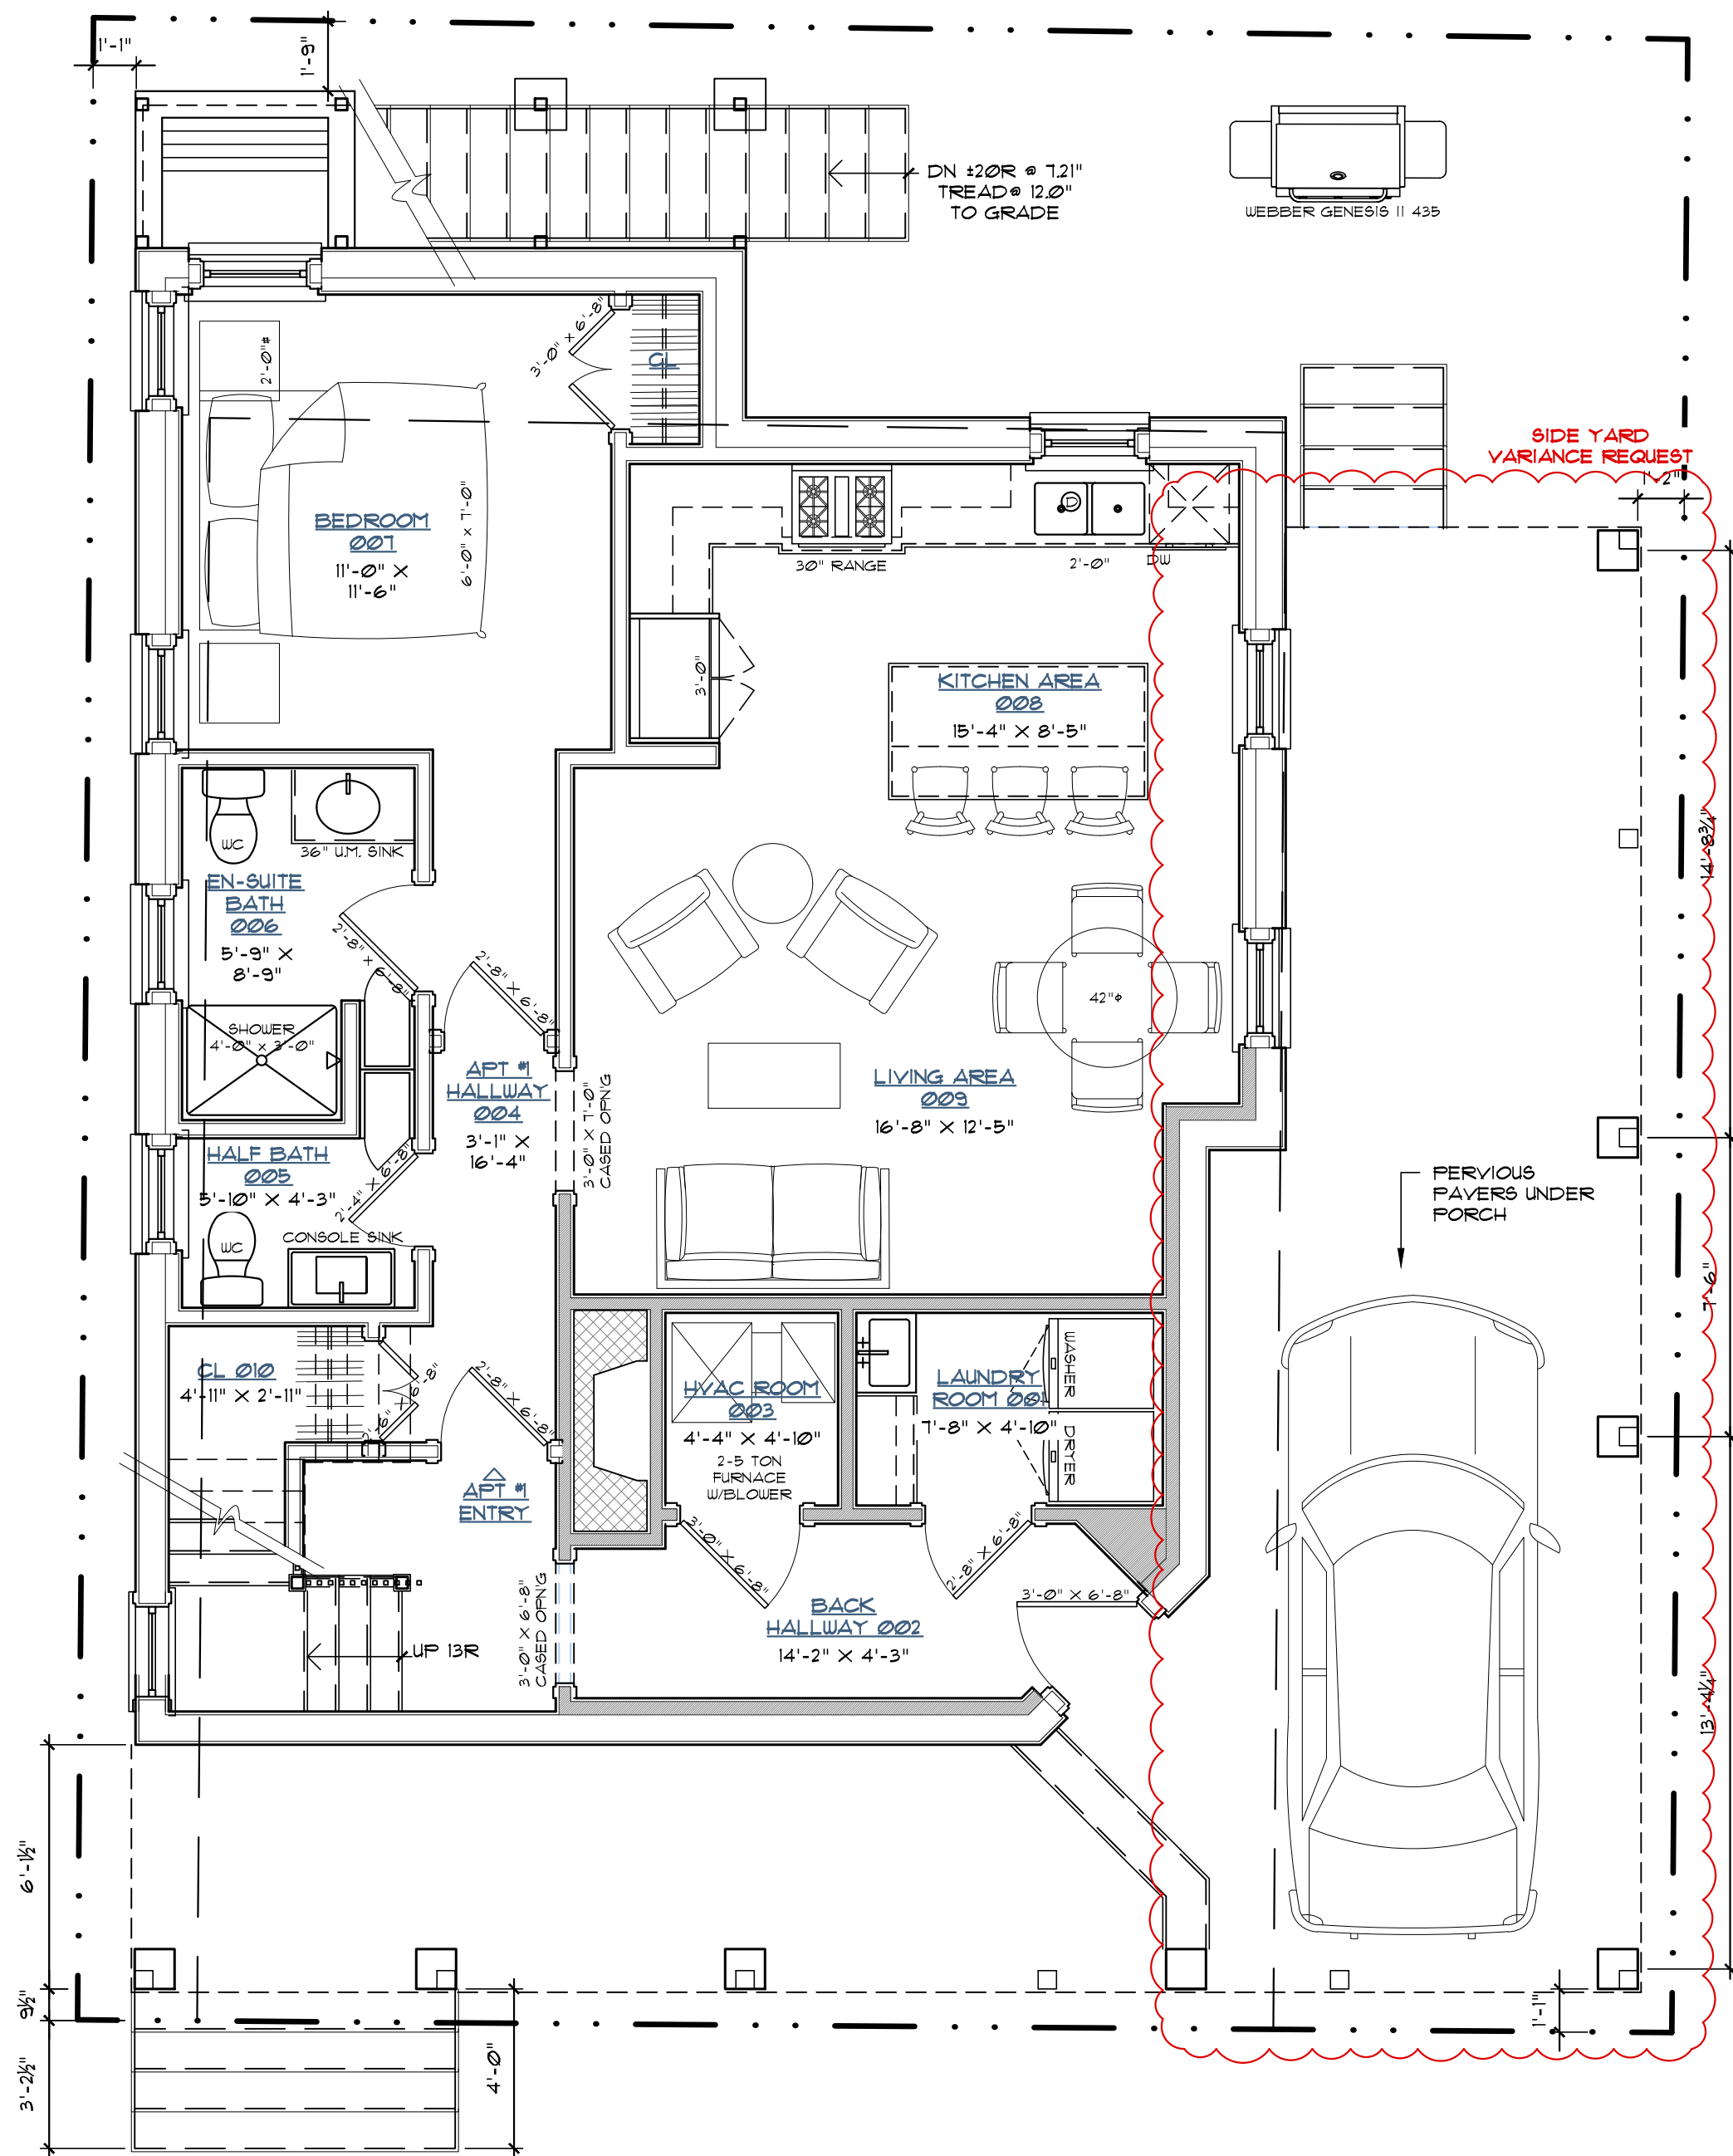 1'-1"
1'-9"
DN ±20R @ 7.21"
TREAD @ 12.0"
TO GRADE
WEBBER GENESIS II 435
3'-0" X 6'-8"
CL
2'-0"#
SIDE YARD
VARIANCE REQUEST
1'-2"
BEDROOM
007
11'-0" X
11'-6"
6'-0" x 7'-0"
30" RANGE
D
2'-0"
DW
3'-0"
KITCHEN AREA
008
15'-4" X 8'-5"
14'-8¾"
WC
36" U.M. SINK
EN-SUITE
BATH
006
5'-9" X
8'-9"
2'-8" X 6'-8"
2'-8" X 6'-8"
42"ø
SHOWER
4'-0" x 3'-0"
APT #1
HALLWAY
004
3'-1" X
16'-4"
3'-0" X 7'-0"
CASED OPN'G
LIVING AREA
009
16'-8" X 12'-5"
HALF BATH
005
5'-10" X 4'-3"
2'-4" X 6'-8"
WC
CONSOLE SINK
PERVIOUS
PAVERS UNDER
PORCH
7'-6"
CL 010
4'-11" X 2'-11"
2'-6" X 6'-8"
2'-8" X 6'-8"
HVAC ROOM
003
4'-4" X 4'-10"
2-5 TON
FURNACE
W/BLOWER
LAUNDRY
ROOM 001
7'-8" X 4'-10"
WASHER
DRYER
APT #1
ENTRY
3'-0" X 6'-8"
2'-8" X 6'-8"
3'-0" X 6'-8"
3'-0" X 6'-8"
CASED OPN'G
BACK
HALLWAY 002
14'-2" X 4'-3"
UP 13R
13'-4¼"
6'-1½"
9½"
3'-2½"
4'-0"
1'-1"